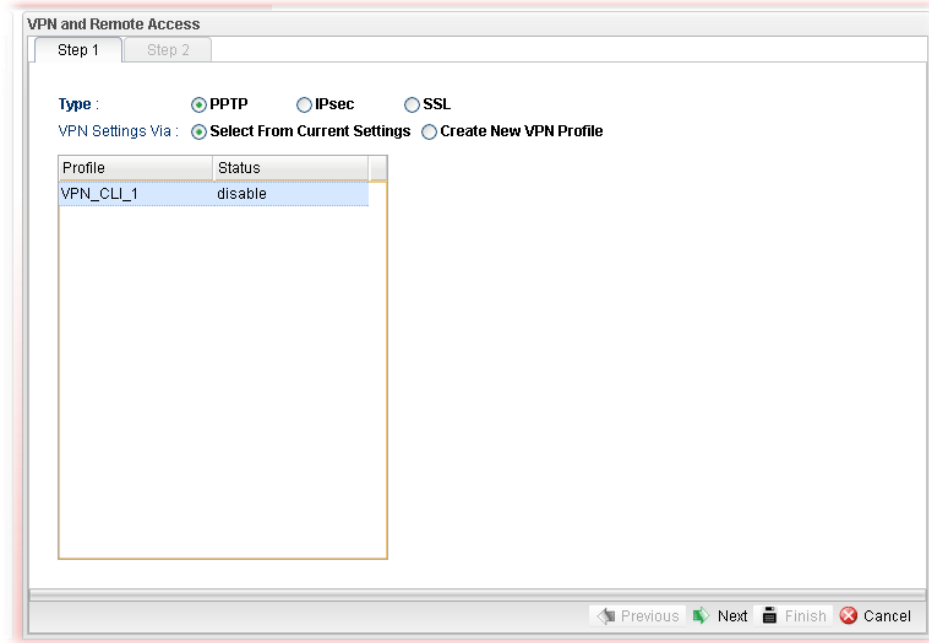 VPN and Remote Access
Step 1 Step 2
Type : PPTP IPsec SSL
VPN Settings Via : Select From Current Settings Create New VPN Profile
Profile Status
VPN_CLI_1 disable
Previous Next Finish Cancel